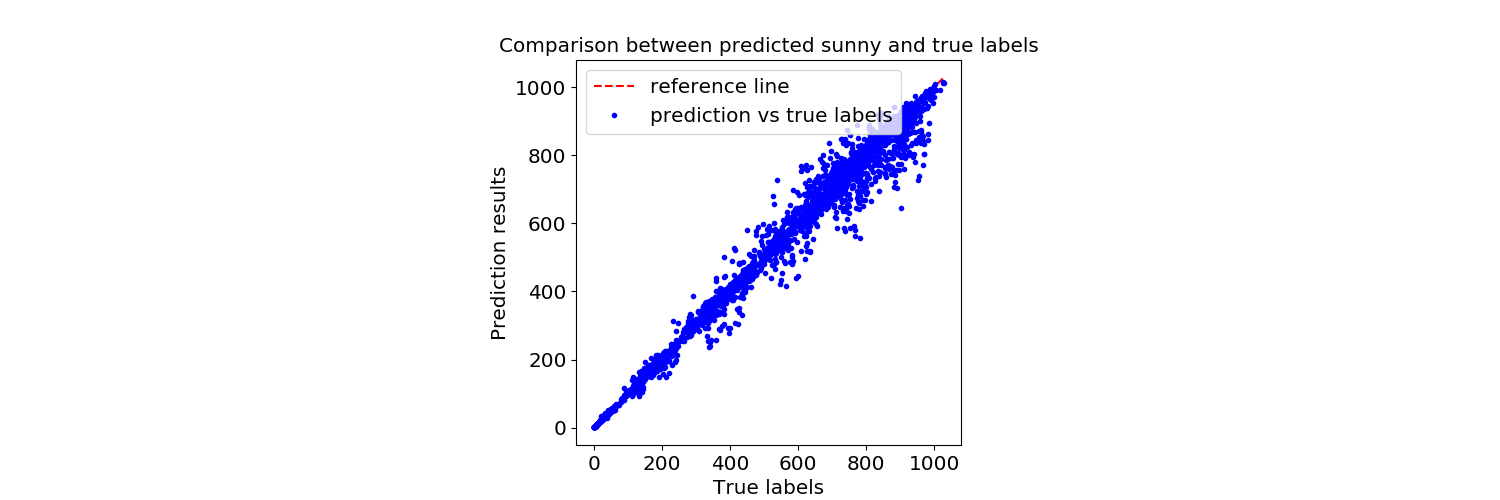 Comparison between predicted sunny and true labels
reference line
prediction vs true labels
1000
800
600
400
200
0
Prediction results
0 200 400 600 800 1000
True labels